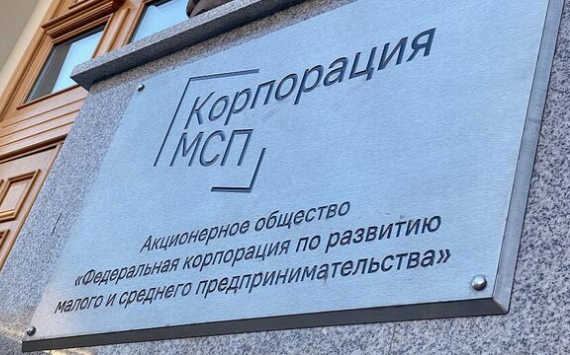 Корпорация
МСП
Акционерное общество
«Федеральная корпорация по развитию
малого и среднего предпринимательства»